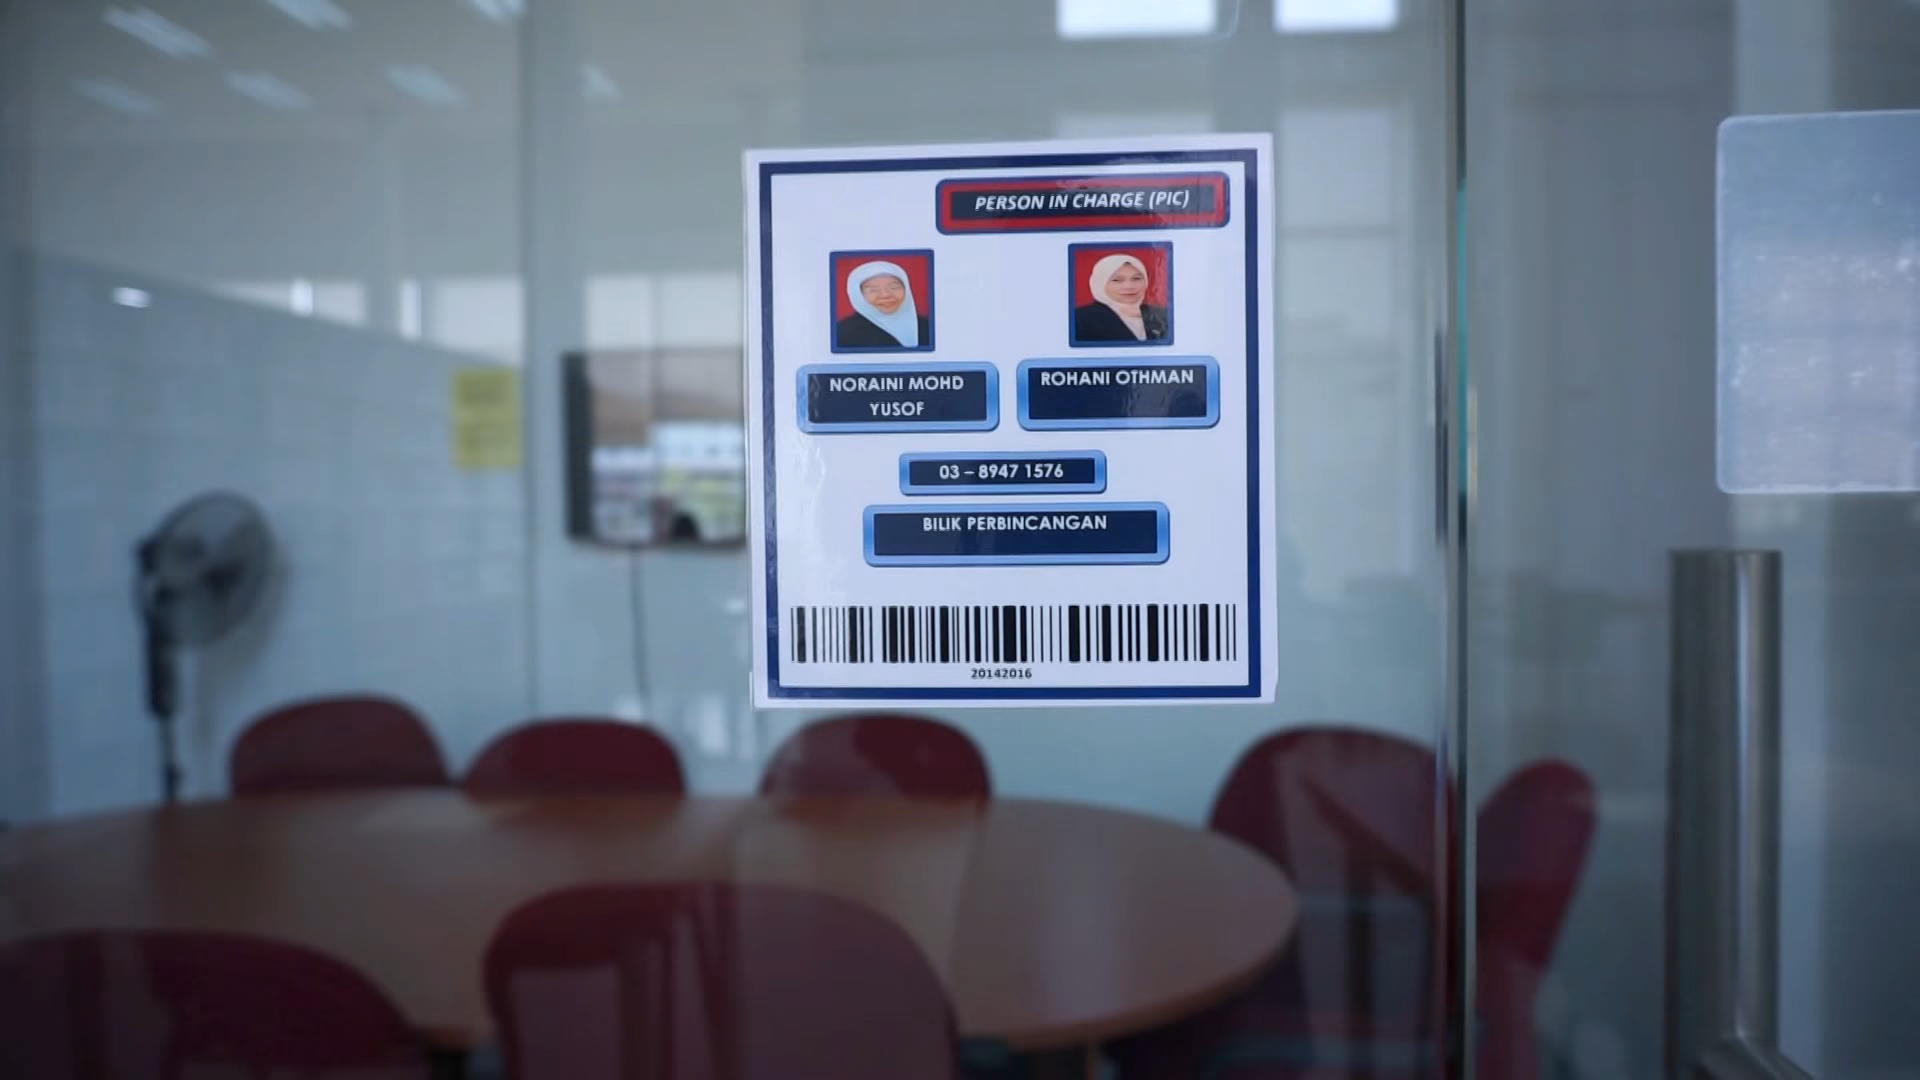 PERSON IN CHARGE (PIC)
NORAINI MOHD
YUSOF
ROHANI OTHMAN
03 – 8947 1576
BILIK PERBINCANGAN
20142016